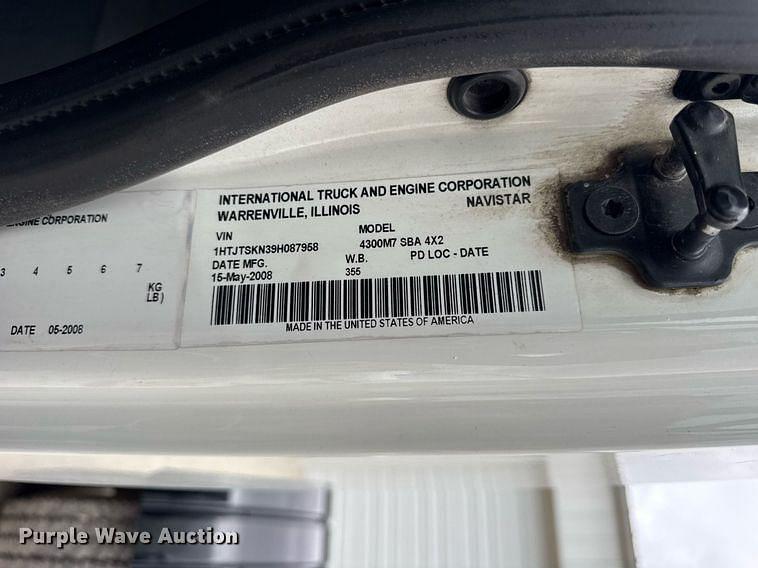 ENGINE CORPORATION
3 4 5 6 7
KG
LB)
DATE 05-2008
INTERNATIONAL TRUCK AND ENGINE CORPORATION
WARRENVILLE, ILLINOIS NAVISTAR
VIN MODEL
1HTJTSKN39H087958 4300M7 SBA 4X2
DATE MFG. W.B. PD LOC - DATE
15-May-2008 355
MADE IN THE UNITED STATES OF AMERICA
Purple Wave Auction®